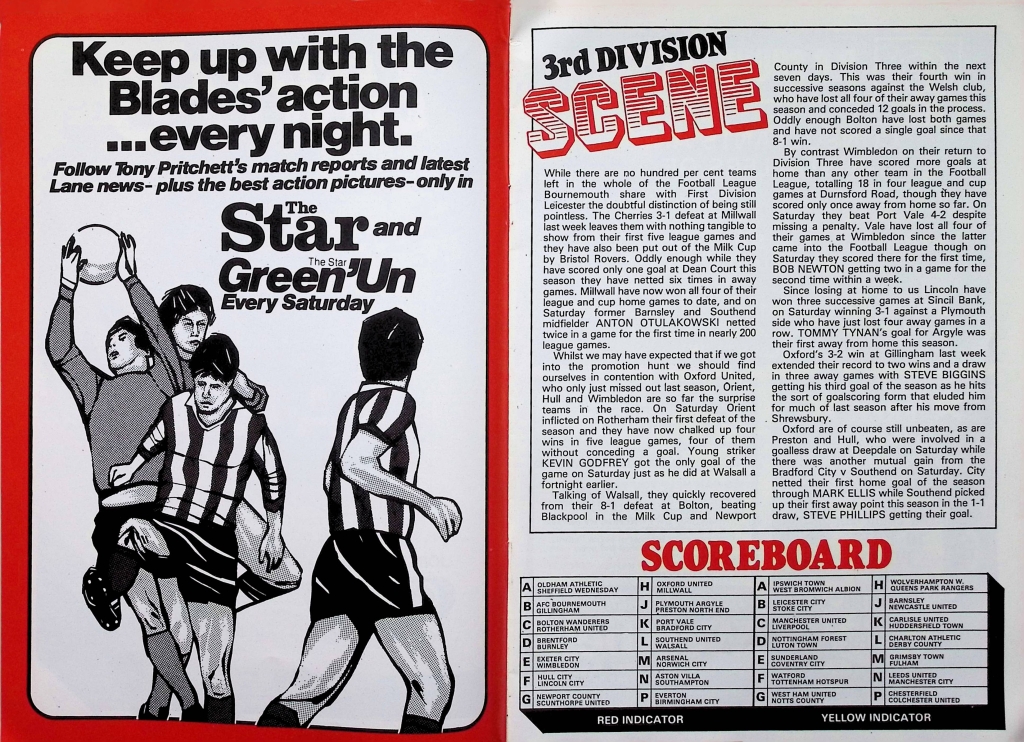 Keep up with the
Blades' action
...every night.
Follow Tony Pritchett's match reports and latest
Lane news- plus the best action pictures-only in
The
Star and
The Star
Green'Un
Every Saturday
3rd DIVISION
SCENE
While there are no hundred per cent teams
left in the whole of the Football League
Bournemouth share with First Division
Leicester the doubtful distinction of being still
pointless. The Cherries 3-1 defeat at Millwall
last week leaves them with nothing tangible to
show from their first five league games and
they have also been put out of the Milk Cup
by Bristol Rovers. Oddly enough while they
have scored only one goal at Dean Court this
season they have netted six times in away
games. Millwall have now won all four of their
league and cup home games to date, and on
Saturday former Barnsley and Southend
midfielder ANTON OTULAKOWSKI netted
twice in a game for the first time in nearly 200
league games.
Whilst we may have expected that if we got
into the promotion hunt we should find
ourselves in contention with Oxford United,
who only just missed out last season, Orient,
Hull and Wimbledon are so far the surprise
teams in the race. On Saturday Orient
inflicted on Rotherham their first defeat of the
season and they have now chalked up four
wins in five league games, four of them
without conceding a goal. Young striker
KEVIN GODFREY got the only goal of the
game on Saturday just as he did at Walsall a
fortnight earlier.
Talking of Walsall, they quickly recovered
from their 8-1 defeat at Bolton, beating
Blackpool in the Milk Cup and Newport
County in Division Three within the next
seven days. This was their fourth win in
successive seasons against the Welsh club,
who have lost all four of their away games this
season and conceded 12 goals in the process.
Oddly enough Bolton have lost both games
and have not scored a single goal since that
8-1 win.
By contrast Wimbledon on their return to
Division Three have scored more goals at
home than any other team in the Football
League, totalling 18 in four league and cup
games at Durnsford Road, though they have
scored only once away from home so far. On
Saturday they beat Port Vale 4-2 despite
missing a penalty. Vale have lost all four of
their games at Wimbledon since the latter
came into the Football League though on
Saturday they scored there for the first time,
BOB NEWTON getting two in a game for the
second time within a week.
Since losing at home to us Lincoln have
won three successive games at Sincil Bank,
on Saturday winning 3-1 against a Plymouth
side who have just lost four away games in a
row. TOMMY TYNAN'S goal for Argyle was
their first away from home this season.
Oxford's 3-2 win at Gillingham last week
extended their record to two wins and a draw
in three away games with STEVE BIGGINS
getting his third goal of the season as he hits
the sort of goalscoring form that eluded him
for much of last season after his move from
Shrewsbury.
Oxford are of course still unbeaten, as are
Preston and Hull, who were involved in a
goalless draw at Deepdale on Saturday while
there was another mutual gain from the
Bradford City v Southend on Saturday. City
netted their first home goal of the season
through MARK ELLIS while Southend picked
up their first away point this season in the 1-1
draw, STEVE PHILLIPS getting their goal.
SCOREBOARD
A OLDHAM ATHLETIC
SHEFFIELD WEDNESDAY
B AFC BOURNEMOUTH
GILLINGHAM
C BOLTON WANDERERS
ROTHERHAM UNITED
D BRENTFORD
BURNLEY
E EXETER CITY
WIMBLEDON
F HULL CITY
LINCOLN CITY
G NEWPORT COUNTY
SCUNTHORPE UNITED
H OXFORD UNITED
MILLWALL
J PLYMOUTH ARGYLE
PRESTON NORTH END
K PORT VALE
BRADFORD CITY
L SOUTHEND UNITED
WALSALL
M ARSENAL
NORWICH CITY
N ASTON VILLA
SOUTHAMPTON
P EVERTON
BIRMINGHAM CITY
RED INDICATOR
A IPSWICH TOWN
WEST BROMWICH ALBION
B LEICESTER CITY
STOKE CITY
C MANCHESTER UNITED
LIVERPOOL
D NOTTINGHAM FOREST
LUTON TOWN
E SUNDERLAND
COVENTRY CITY
F WATFORD
TOTTENHAM HOTSPUR
G WEST HAM UNITED
NOTTS COUNTY
H WOLVERHAMPTON W.
QUEENS PARK RANGERS
J BARNSLEY
NEWCASTLE UNITED
K CARLISLE UNITED
HUDDERSFIELD TOWN
L CHARLTON ATHLETIC
DERBY COUNTY
M GRIMSBY TOWN
FULHAM
N LEEDS UNITED
MANCHESTER CITY
P CHESTERFIELD
COLCHESTER UNITED
YELLOW INDICATOR